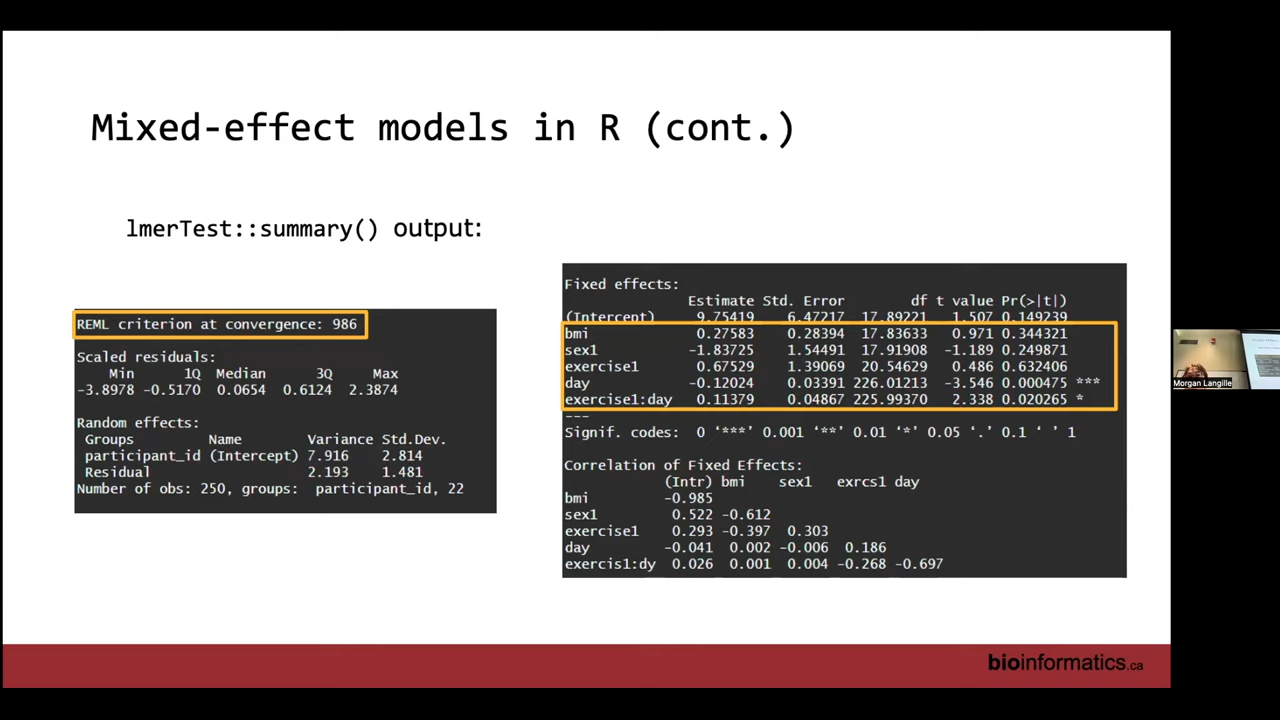 Mixed-effect models in R (cont.)
lmerTest::summary() output:
REML criterion at convergence: 986
Scaled residuals:
Min 1Q Median 3Q Max
-3.8978 -0.5170 0.0654 0.6124 2.3874
Random effects:
Groups Name Variance Std.Dev.
participant_id (Intercept) 7.916 2.814
Residual 2.193 1.481
Number of obs: 250, groups: participant_id, 22
Fixed effects:
Estimate Std. Error df t value Pr(>|t|)
(Intercept) 9.75419 6.47217 17.89221 1.507 0.149239
bmi 0.27583 0.28394 17.83633 0.971 0.344321
sex1 -1.83725 1.54491 17.91908 -1.189 0.249871
exercise1 0.67529 1.39069 20.54629 0.486 0.632406
day -0.12024 0.03391 226.01213 -3.546 0.000475 ***
exercise1:day 0.11379 0.04867 225.99370 2.338 0.020265 *
---
Signif. codes: 0 ‘***’ 0.001 ‘**’ 0.01 ‘*’ 0.05 ‘.’ 0.1 ‘ ’ 1
Correlation of Fixed Effects:
(Intr) bmi sex1 exrcs1 day
bmi -0.985
sex1 0.522 -0.612
exercise1 0.293 -0.397 0.303
day -0.041 0.002 -0.006 0.186
exercis1:dy 0.026 0.001 0.004 -0.268 -0.697
Morgan Langille
bioinformatics.ca